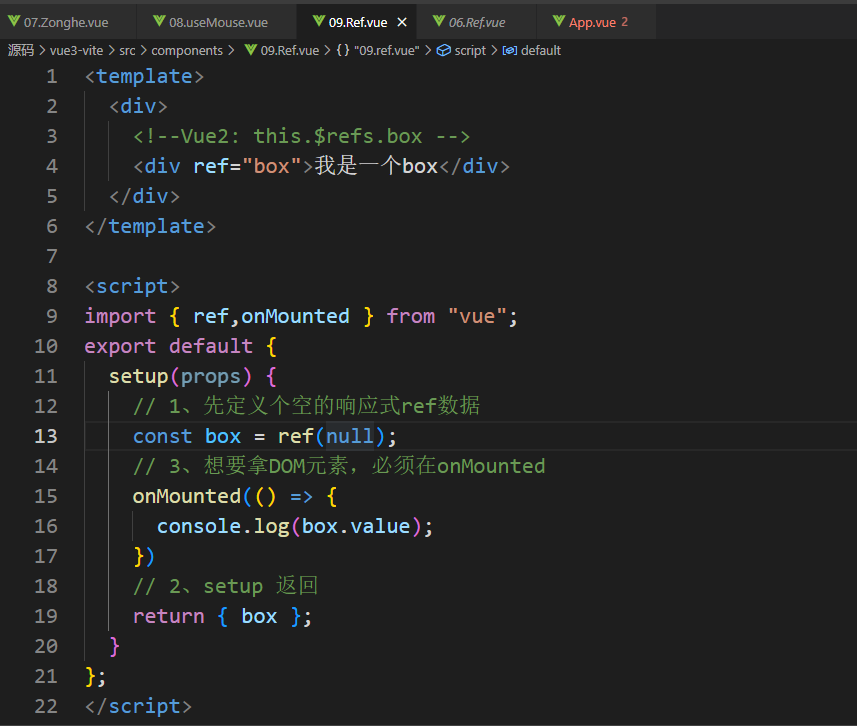 07.Zonghe.vue 08.useMouse.vue 09.Ref.vue 06.Ref.vue App.vue 2
源码 > vue3-vite > src > components > 09.Ref.vue > {} "09.ref.vue" > script > default
1 <template>
2 <div>
3 <!--Vue2: this.$refs.box -->
4 <div ref="box">我是一个box</div>
5 </div>
6 </template>
7
8 <script>
9 import { ref,onMounted } from "vue";
10 export default {
11 setup(props) {
12 // 1、先定义个空的响应式ref数据
13 const box = ref(null);
14 // 3、想要拿DOM元素，必须在onMounted
15 onMounted(() => {
16 console.log(box.value);
17 })
18 // 2、setup 返回
19 return { box };
20 }
21 };
22 </script>